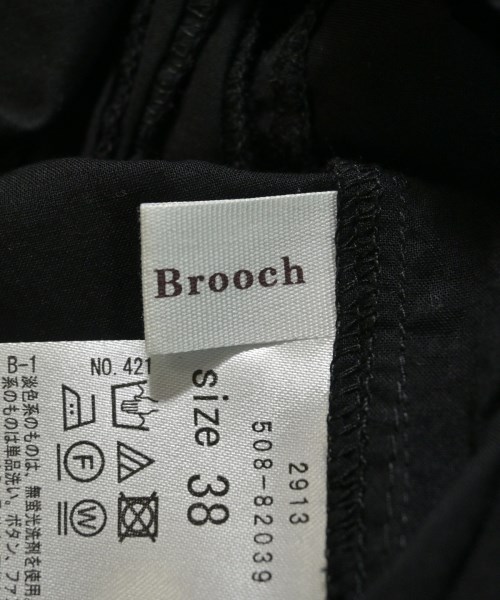 Brooch
B-1
NO.421
size 38
508-82039
2913
F
W
淡色系のものは、無蛍光洗剤を使用
系のものは単品洗い。ボタン、ファ